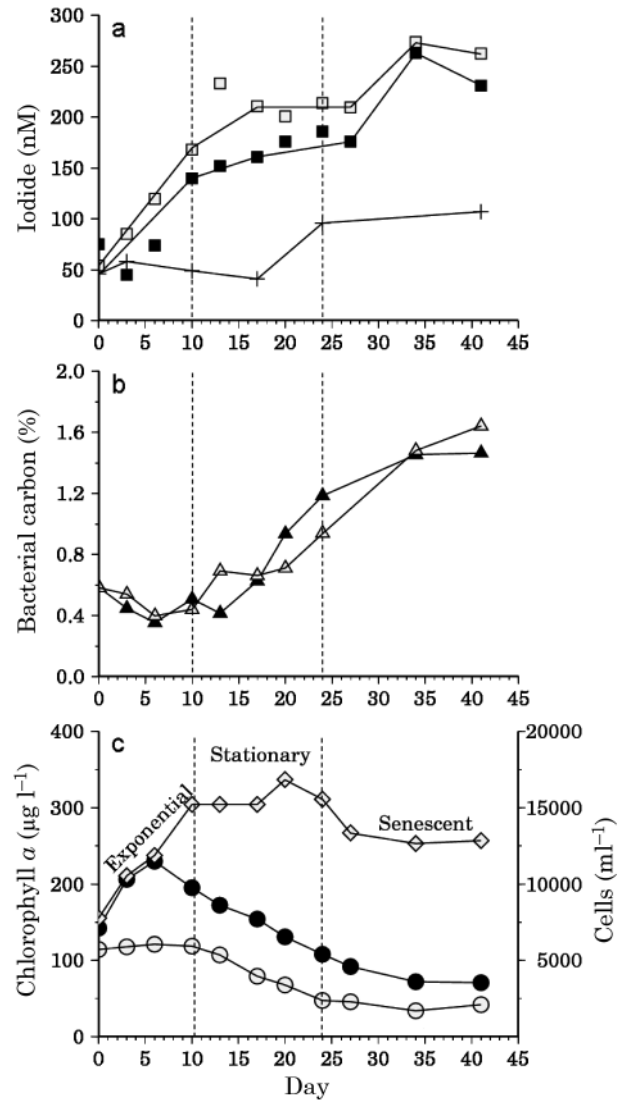 a
300
250
200
150
100
50
0
Iodide (nM)
0 5 10 15 20 25 30 35 40 45
b
2.0
1.6
1.2
0.8
0.4
0.0
Bacterial carbon (%)
0 5 10 15 20 25 30 35 40 45
c
400
300
200
100
0
Chlorophyll a (µg l⁻¹)
Exponential
Stationary
Senescent
20000
15000
10000
5000
0
Cells (ml⁻¹)
0 5 10 15 20 25 30 35 40 45
Day